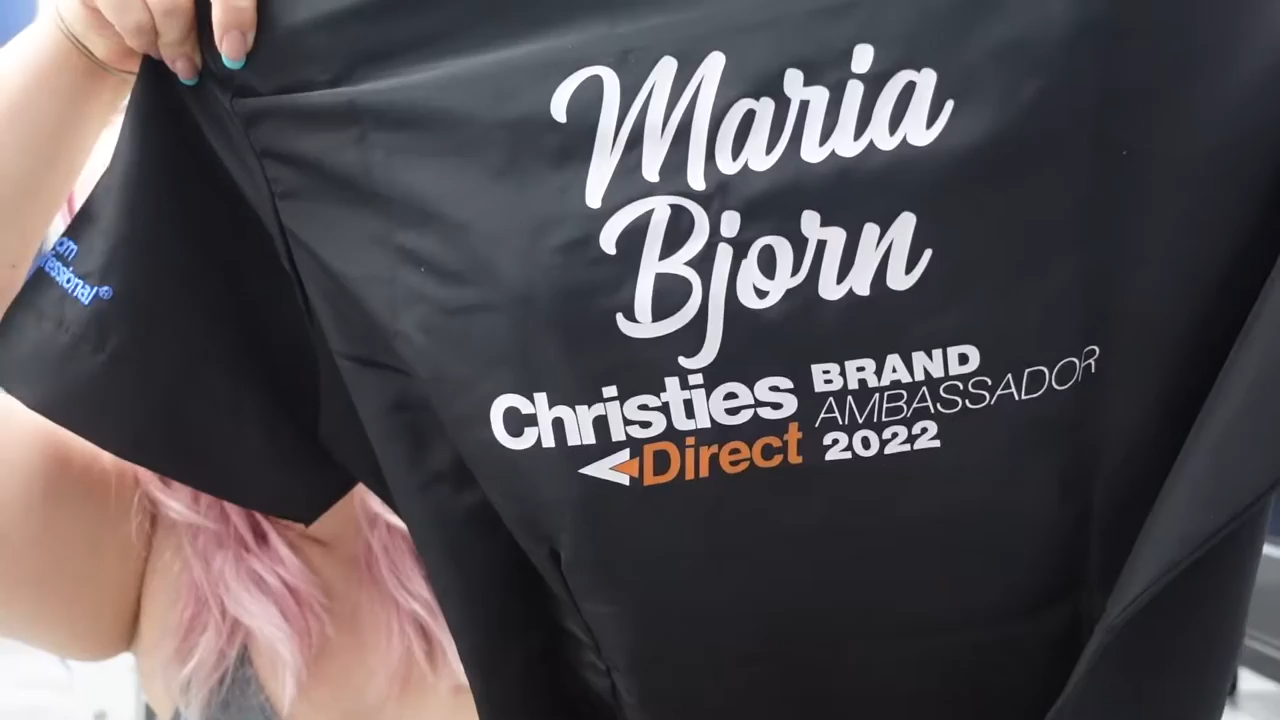 Maria
Bjorn
Christies
Direct
BRAND
AMBASSADOR
2022